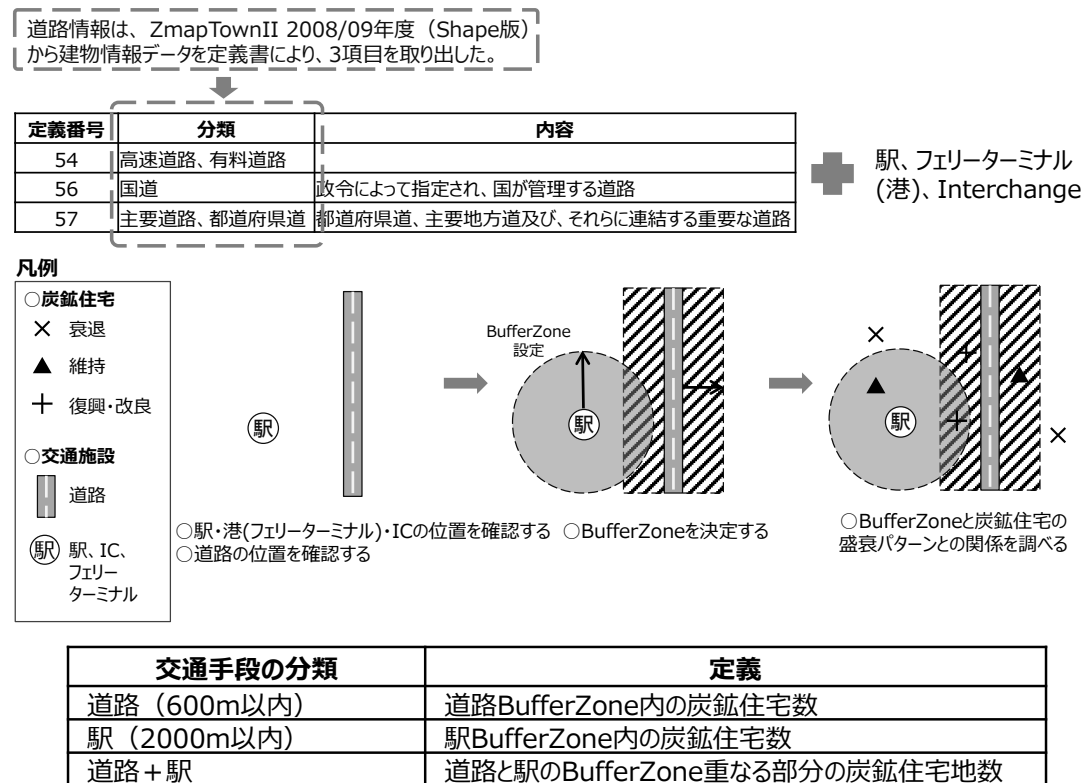 道路情報は、ZmapTownII 2008/09年度（Shape版）
から建物情報データを定義書により、3項目を取り出した。
定義番号 分類 内容
54 高速道路、有料道路
56 国道 政令によって指定され、国が管理する道路
57 主要道路、都道府県道 都道府県道、主要地方道及び、それらに連結する重要な道路
駅、フェリーターミナル
(港)、Interchange
凡例
○炭鉱住宅
衰退
維持
復興・改良
○交通施設
道路
駅 駅、IC、
フェリー
ターミナル
駅
○駅・港(フェリーターミナル)・ICの位置を確認する
○道路の位置を確認する
BufferZone
設定
駅
○BufferZoneを決定する
駅
○BufferZoneと炭鉱住宅の
盛衰パターンとの関係を調べる
交通手段の分類 定義
道路（600m以内） 道路BufferZone内の炭鉱住宅数
駅（2000m以内） 駅BufferZone内の炭鉱住宅数
道路＋駅 道路と駅のBufferZone重なる部分の炭鉱住宅地数